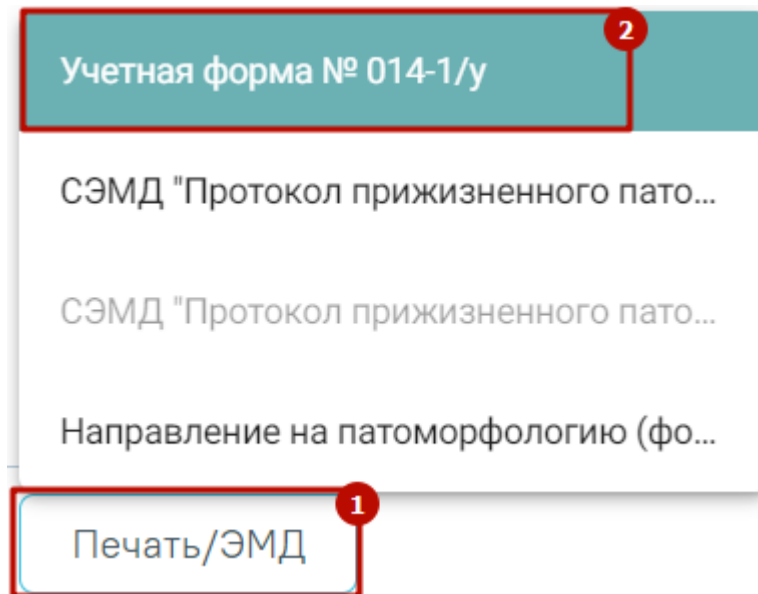 2
Учетная форма № 014-1/у
СЭМД "Протокол прижизненного пато...
СЭМД "Протокол прижизненного пато...
Направление на патоморфологию (фо...
1
Печать/ЭМД